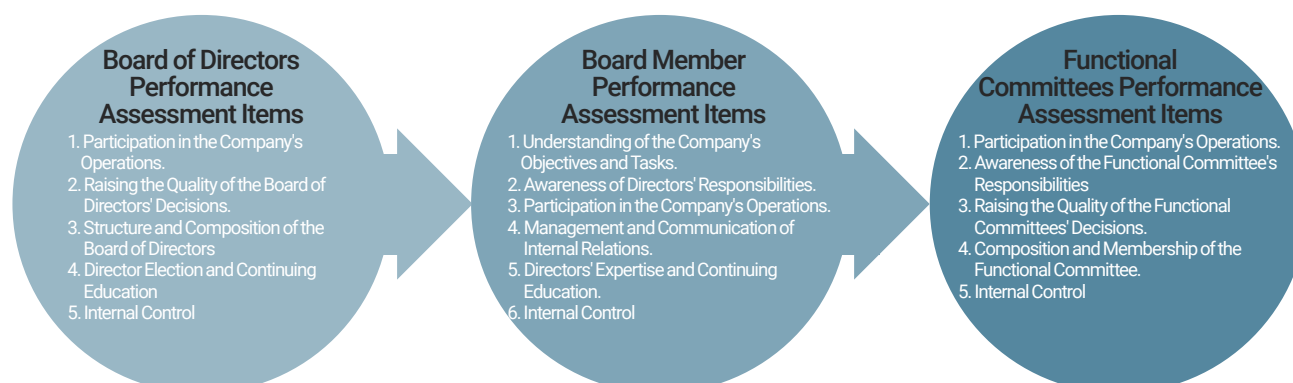 Board of Directors
Performance
Assessment Items
1. Participation in the Company's
Operations.
2. Raising the Quality of the Board of
Directors' Decisions.
3. Structure and Composition of the
Board of Directors
4. Director Election and Continuing
Education
5. Internal Control
Board Member
Performance
Assessment Items
1. Understanding of the Company's
Objectives and Tasks.
2. Awareness of Directors' Responsibilities.
3. Participation in the Company's Operations.
4. Management and Communication of
Internal Relations.
5. Directors' Expertise and Continuing
Education.
6. Internal Control
Functional
Committees Performance
Assessment Items
1. Participation in the Company's Operations.
2. Awareness of the Functional Committee's
Responsibilities
3. Raising the Quality of the Functional
Committees' Decisions.
4. Composition and Membership of the
Functional Committee.
5. Internal Control